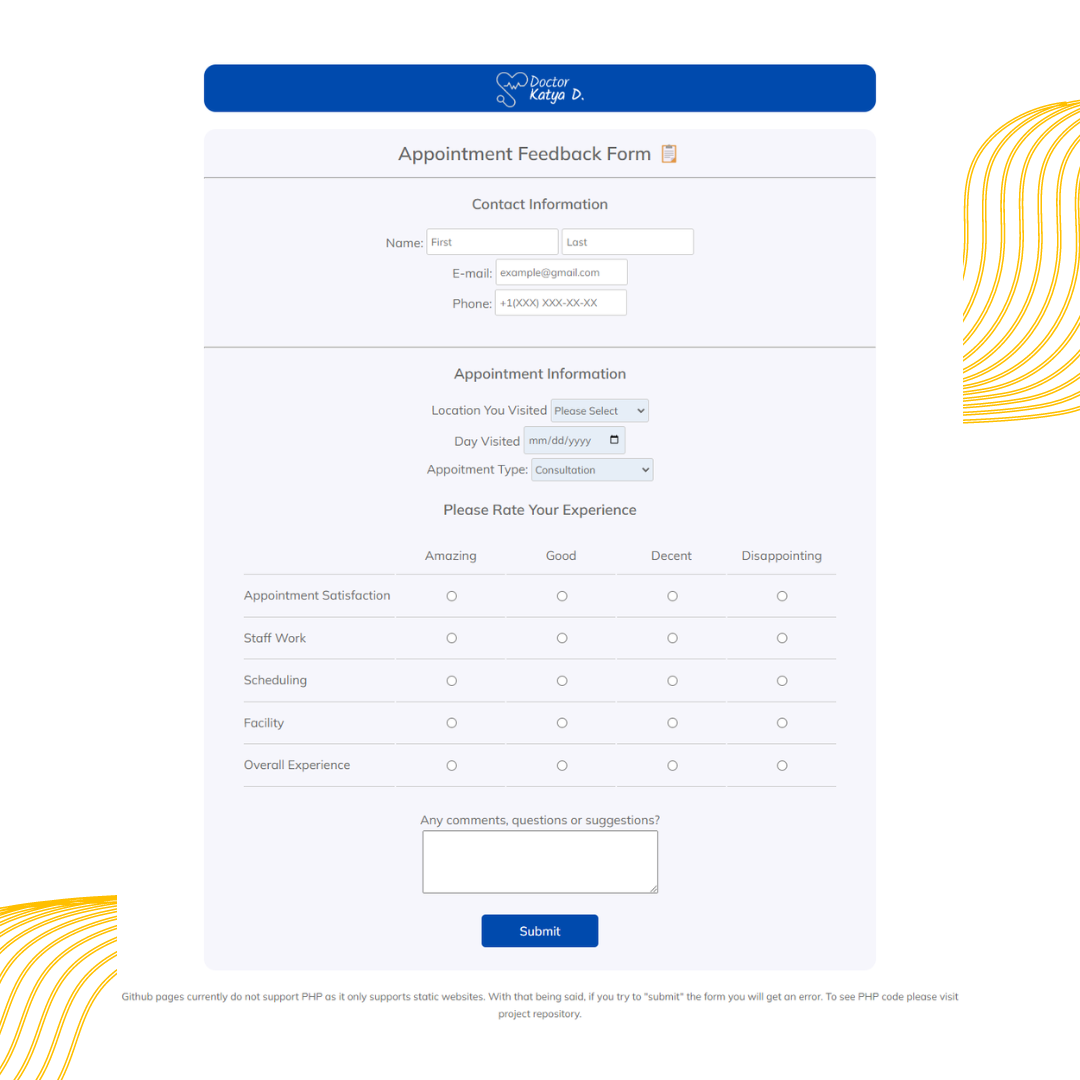 Doctor
Katya D.
Appointment Feedback Form
Contact Information
Name: First Last
E-mail: example@gmail.com
Phone: +1(XXX) XXX-XX-XX
Appointment Information
Location You Visited Please Select
Day Visited mm/dd/yyyy
Appoitment Type: Consultation
Please Rate Your Experience
Amazing Good Decent Disappointing
Appointment Satisfaction
Staff Work
Scheduling
Facility
Overall Experience
Any comments, questions or suggestions?
Submit
Github pages currently do not support PHP as it only supports static websites. With that being said, if you try to "submit" the form you will get an error. To see PHP code please visit
project repository.